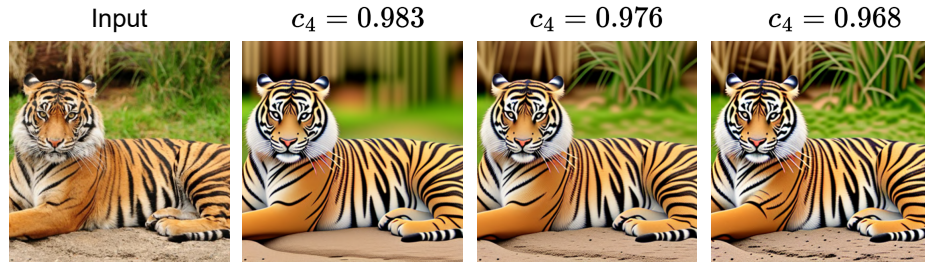 Input
c₄ = 0.983
c₄ = 0.976
c₄ = 0.968